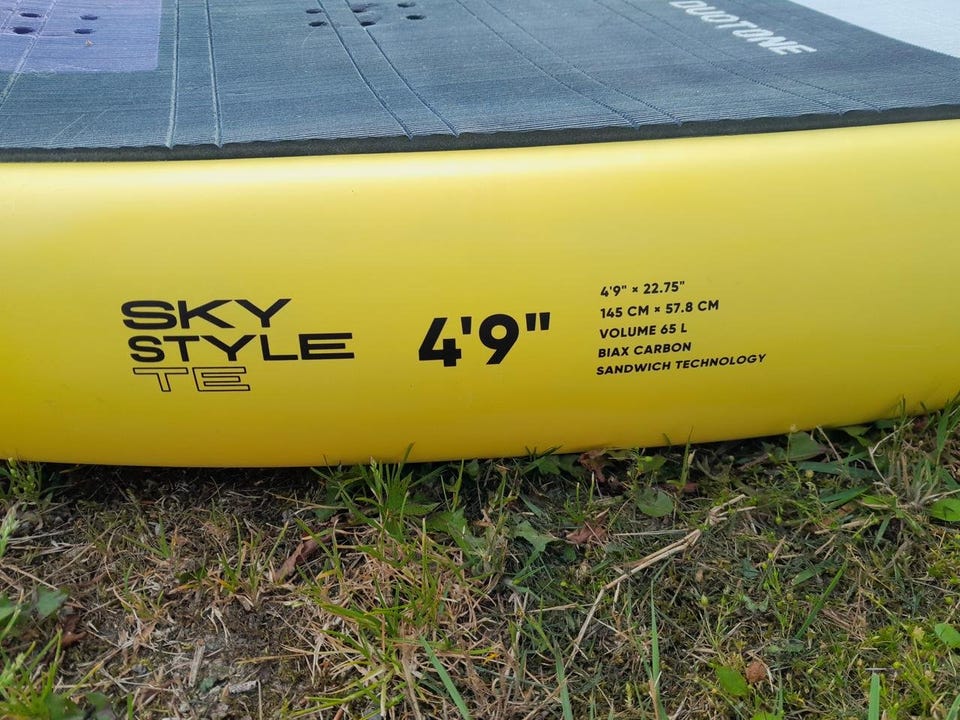 DUOTONE
SKY
STYLE
TE
4'9"
4'9" × 22.75"
145 CM × 57.8 CM
VOLUME 65 L
BIAX CARBON
SANDWICH TECHNOLOGY